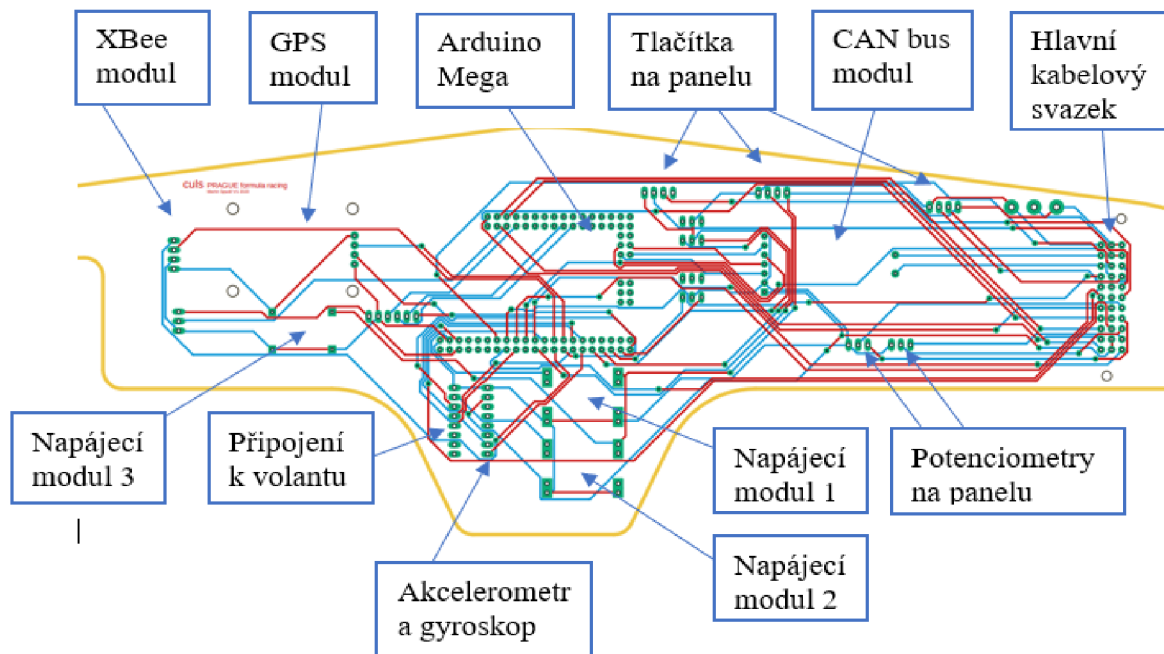 XBee
modul
GPS
modul
Arduino
Mega
Tlačítka
na panelu
CAN bus
modul
Hlavní
kabelový
svazek
culs PRAGUE formula racing
Napájecí
modul 3
Připojení
k volantu
Napájecí
modul 1
Potenciometry
na panelu
Akcelerometr
a gyroskop
Napájecí
modul 2